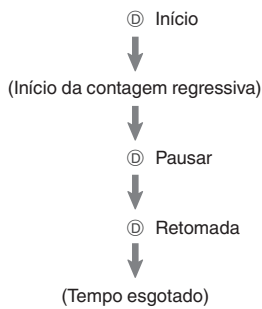 Ⓓ Início
(Início da contagem regressiva)
Ⓓ Pausar
Ⓓ Retomada
(Tempo esgotado)